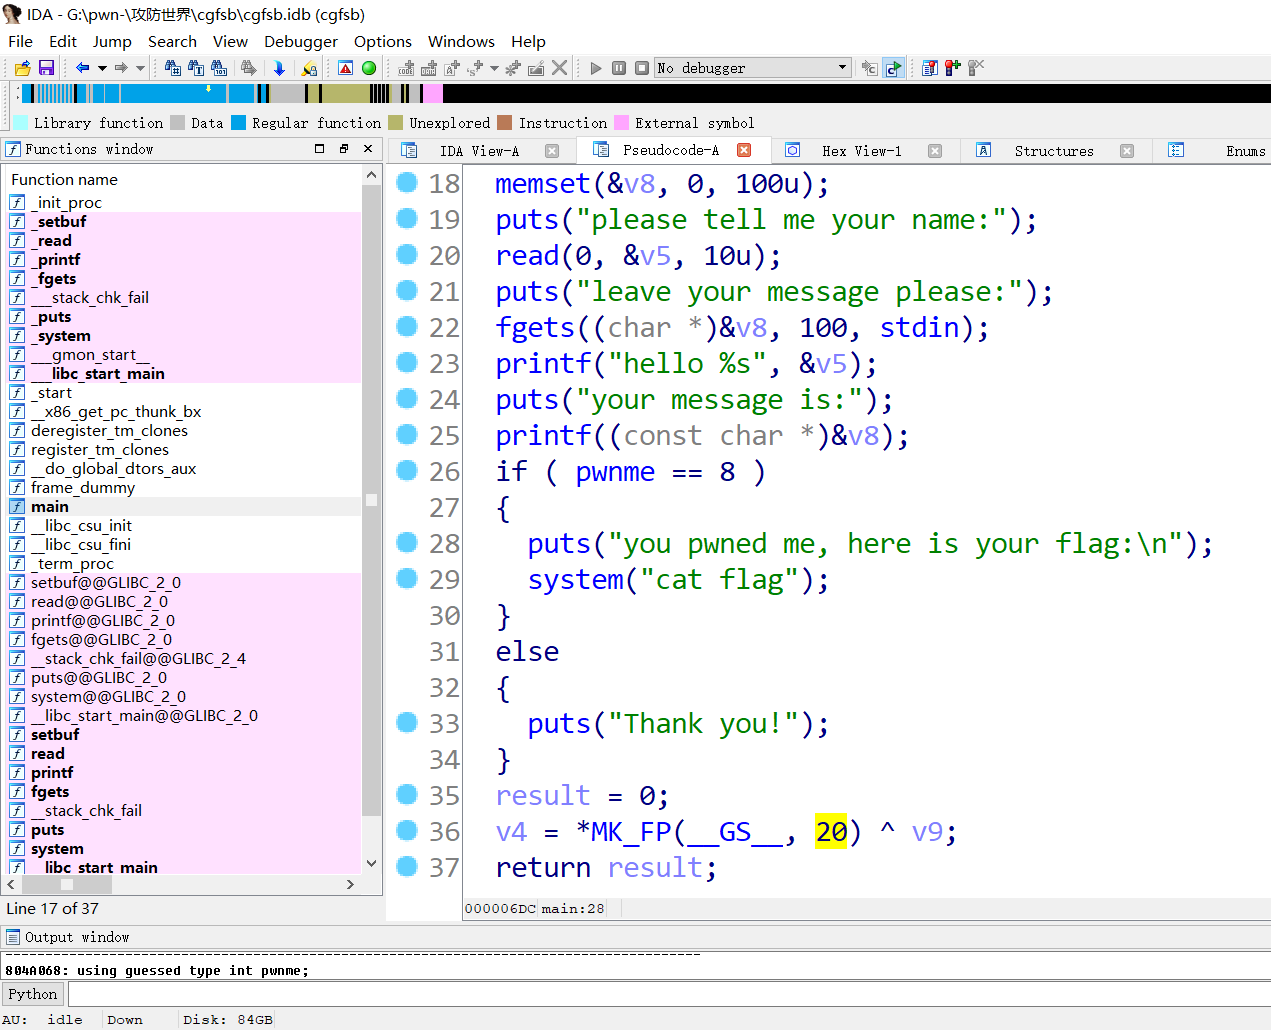 IDA - G:\pwn-\攻防世界\cgfsb\cgfsb.idb (cgfsb)
File Edit Jump Search View Debugger Options Windows Help
No debugger
Library function Data Regular function Unexplored Instruction External symbol
Functions window
IDA View-A Pseudocode-A Hex View-1 Structures Enums
Function name
_init_proc
_setbuf
_read
_printf
_fgets
___stack_chk_fail
_puts
_system
___gmon_start__
___libc_start_main
_start
__x86_get_pc_thunk_bx
deregister_tm_clones
register_tm_clones
__do_global_dtors_aux
frame_dummy
main
__libc_csu_init
__libc_csu_fini
_term_proc
setbuf@@GLIBC_2_0
read@@GLIBC_2_0
printf@@GLIBC_2_0
fgets@@GLIBC_2_0
__stack_chk_fail@@GLIBC_2_4
puts@@GLIBC_2_0
system@@GLIBC_2_0
__libc_start_main@@GLIBC_2_0
setbuf
read
printf
fgets
__stack_chk_fail
puts
system
__libc_start_main
Line 17 of 37
18 memset(&v8, 0, 100u);
19 puts("please tell me your name:");
20 read(0, &v5, 10u);
21 puts("leave your message please:");
22 fgets((char *)&v8, 100, stdin);
23 printf("hello %s", &v5);
24 puts("your message is:");
25 printf((const char *)&v8);
26 if ( pwnme == 8 )
27 {
28 puts("you pwned me, here is your flag:\n");
29 system("cat flag");
30 }
31 else
32 {
33 puts("Thank you!");
34 }
35 result = 0;
36 v4 = *MK_FP(__GS__, 20) ^ v9;
37 return result;
000006DC main:28
Output window
804A068: using guessed type int pwnme;
Python
AU: idle Down Disk: 84GB